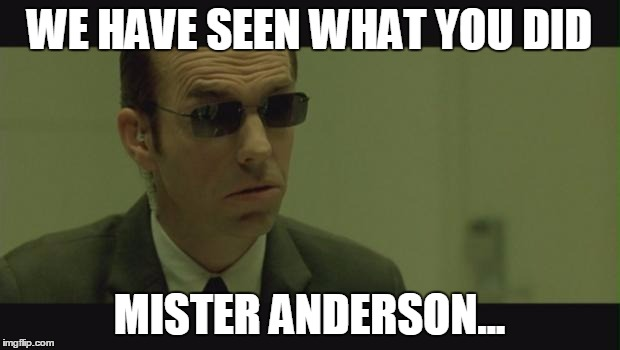 WE HAVE SEEN WHAT YOU DID
MISTER ANDERSON...
imgflip.com